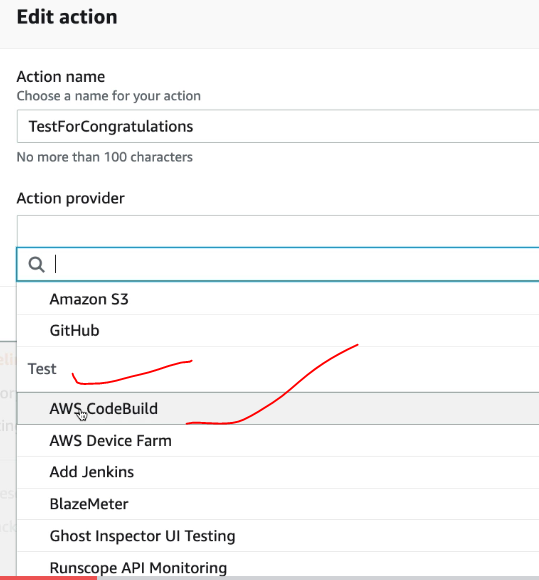 Edit action
Action name
Choose a name for your action
TestForCongratulations
No more than 100 characters
Action provider
Amazon S3
GitHub
Test
AWS CodeBuild
AWS Device Farm
Add Jenkins
BlazeMeter
Ghost Inspector UI Testing
Runscope API Monitoring